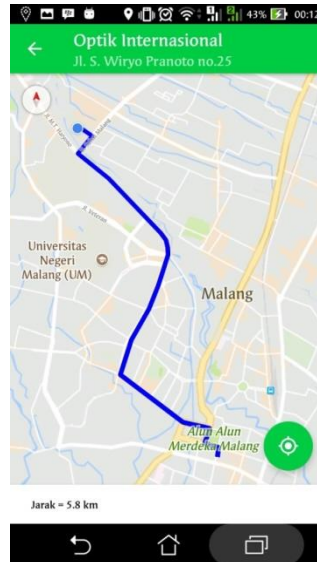 43% 00:12
Optik Internasional
Jl. S. Wiryo Pranoto no.25
Universitas
Negeri
Malang (UM)
Malang
Alun Alun
Merdeka Malang
Jarak = 5.8 km